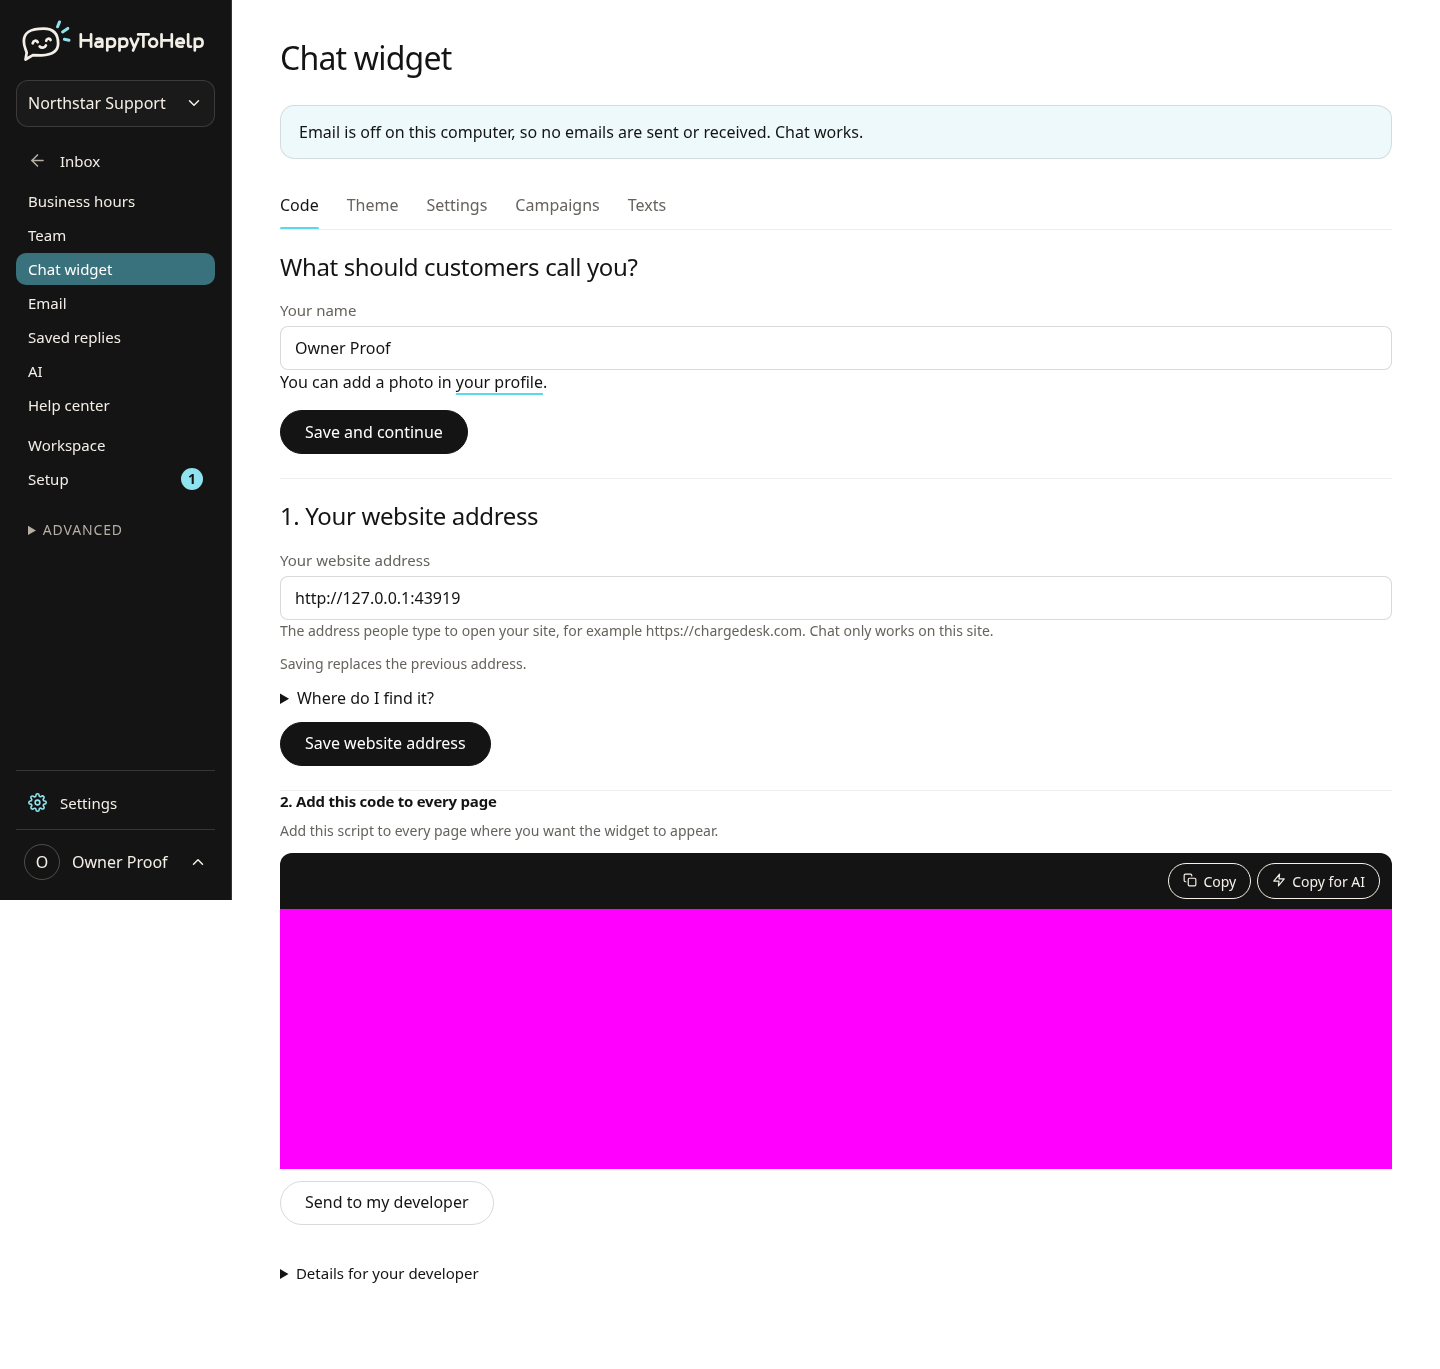 HappyToHelp
Northstar Support
Inbox
Business hours
Team
Chat widget
Email
Saved replies
AI
Help center
Workspace
Setup 1
ADVANCED
Settings
O Owner Proof
Chat widget
Email is off on this computer, so no emails are sent or received. Chat works.
Code Theme Settings Campaigns Texts
What should customers call you?
Your name
Owner Proof
You can add a photo in your profile.
Save and continue
1. Your website address
Your website address
http://127.0.0.1:43919
The address people type to open your site, for example https://chargedesk.com. Chat only works on this site.
Saving replaces the previous address.
Where do I find it?
Save website address
2. Add this code to every page
Add this script to every page where you want the widget to appear.
Copy Copy for AI
Send to my developer
Details for your developer